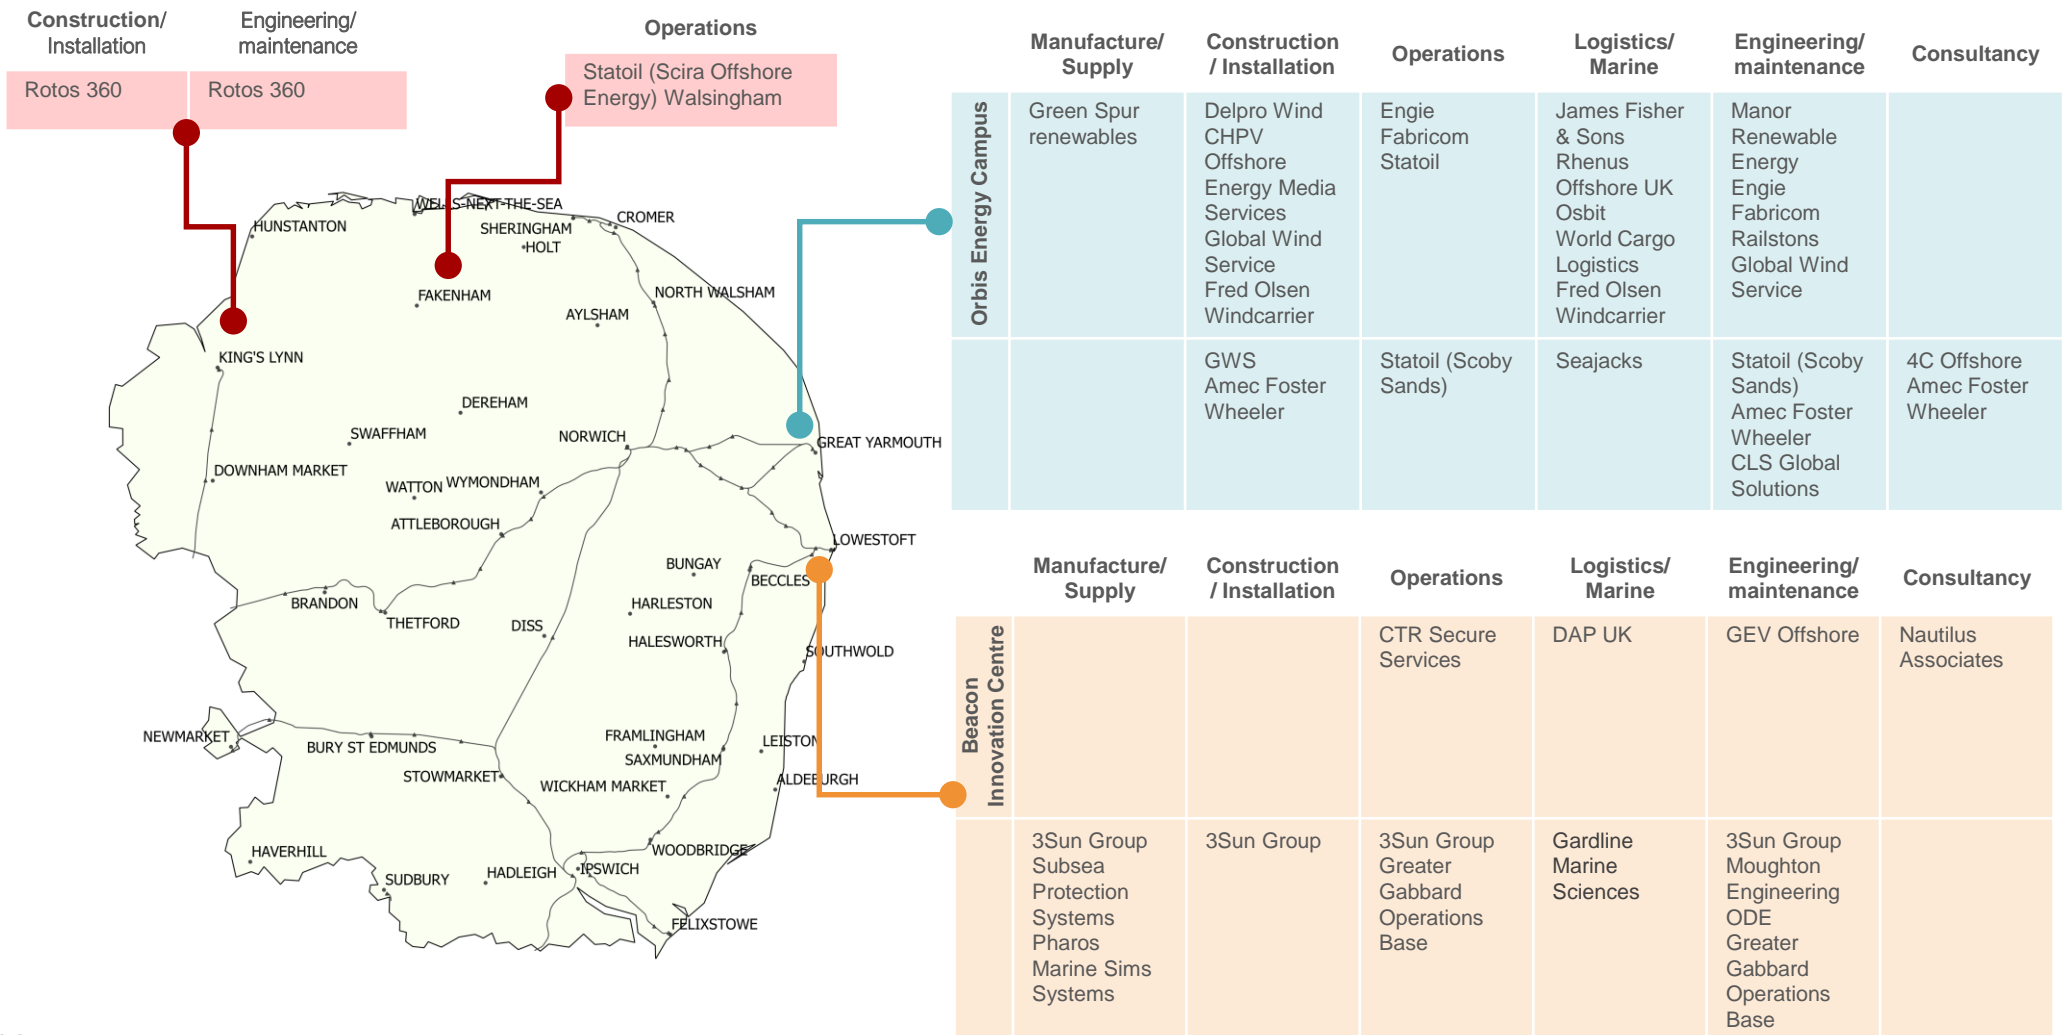 Construction/
Installation
Engineering/
maintenance
Rotos 360
Rotos 360
Operations
Statoil (Scira Offshore
Energy) Walsingham
WELLS-NEXT-THE-SEA
HUNSTANTON
SHERINGHAM
CROMER
HOLT
FAKENHAM
NORTH WALSHAM
AYLSHAM
KING'S LYNN
DEREHAM
SWAFFHAM
NORWICH
GREAT YARMOUTH
DOWNHAM MARKET
WATTON
WYMONDHAM
ATTLEBOROUGH
LOWESTOFT
BUNGAY
BECCLES
BRANDON
THETFORD
HARLESTON
DISS
HALESWORTH
SOUTHWOLD
NEWMARKET
BURY ST EDMUNDS
FRAMLINGHAM
LEISTON
SAXMUNDHAM
STOWMARKET
WICKHAM MARKET
ALDEBURGH
HAVERHILL
WOODBRIDGE
SUDBURY
HADLEIGH
IPSWICH
FELIXSTOWE
Manufacture/
Supply
Construction
/ Installation
Operations
Logistics/
Marine
Engineering/
maintenance
Consultancy
Orbis Energy Campus
Green Spur
renewables
Delpro Wind
CHPV
Offshore
Energy Media
Services
Global Wind
Service
Fred Olsen
Windcarrier
Engie
Fabricom
Statoil
James Fisher
& Sons
Rhenus
Offshore UK
Osbit
World Cargo
Logistics
Fred Olsen
Windcarrier
Manor
Renewable
Energy
Engie
Fabricom
Railstons
Global Wind
Service
GWS
Amec Foster
Wheeler
Statoil (Scoby
Sands)
Seajacks
Statoil (Scoby
Sands)
Amec Foster
Wheeler
CLS Global
Solutions
4C Offshore
Amec Foster
Wheeler
Manufacture/
Supply
Construction
/ Installation
Operations
Logistics/
Marine
Engineering/
maintenance
Consultancy
Beacon
Innovation Centre
CTR Secure
Services
DAP UK
GEV Offshore
Nautilus
Associates
3Sun Group
Subsea
Protection
Systems
Pharos
Marine Sims
Systems
3Sun Group
3Sun Group
Greater
Gabbard
Operations
Base
Gardline
Marine
Sciences
3Sun Group
Moughton
Engineering
ODE
Greater
Gabbard
Operations
Base